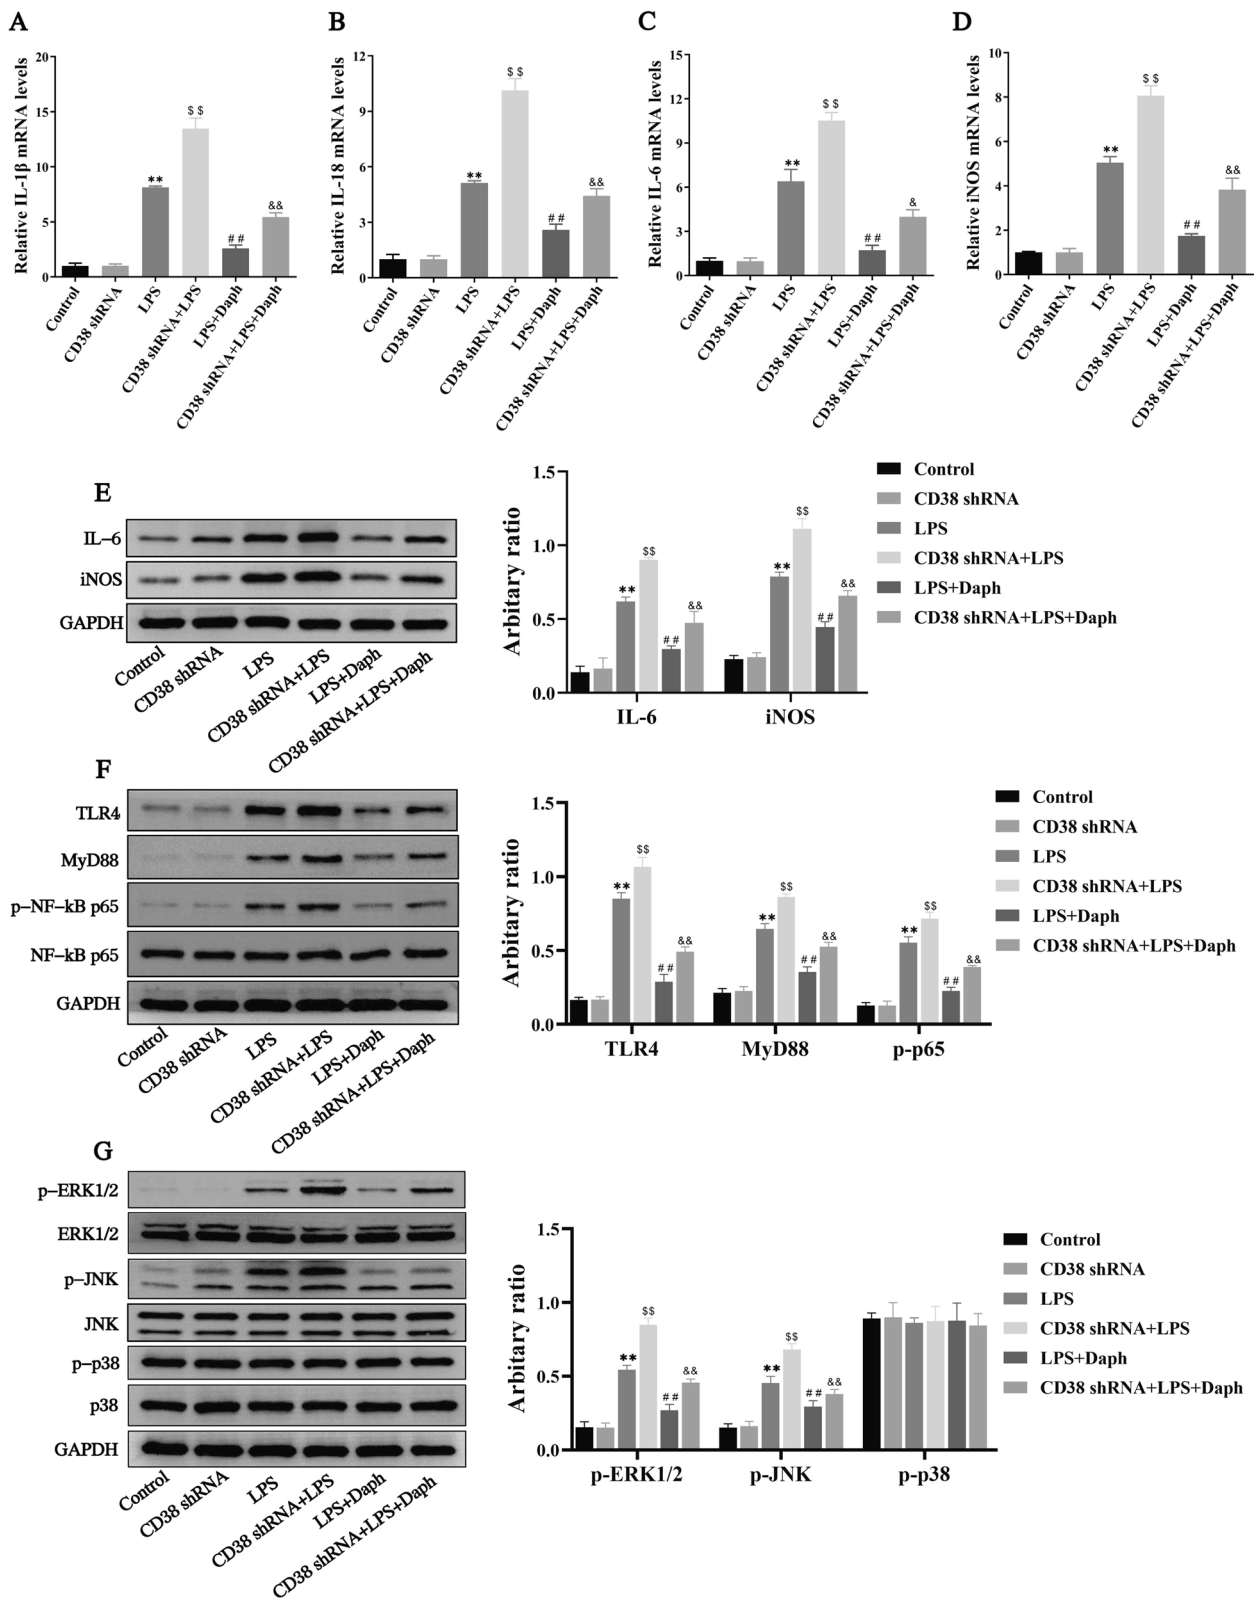 A
B
C
D
Relative IL-1β mRNA levels
20
15
10
5
0
**
$ $
# #
&&
Control
CD38 shRNA
LPS
CD38 shRNA+LPS
LPS+Daph
CD38 shRNA+LPS+Daph
Relative IL-18 mRNA levels
12
9
6
3
0
**
$ $
# #
&&
Control
CD38 shRNA
LPS
CD38 shRNA+LPS
LPS+Daph
CD38 shRNA+LPS+Daph
Relative IL-6 mRNA levels
15
12
9
6
3
0
**
$ $
# #
&
Control
CD38 shRNA
LPS
CD38 shRNA+LPS
LPS+Daph
CD38 shRNA+LPS+Daph
Relative iNOS mRNA levels
10
8
6
4
2
0
**
$ $
# #
&&
Control
CD38 shRNA
LPS
CD38 shRNA+LPS
LPS+Daph
CD38 shRNA+LPS+Daph
E
IL–6
iNOS
GAPDH
Control
CD38 shRNA
LPS
CD38 shRNA+LPS
LPS+Daph
CD38 shRNA+LPS+Daph
Arbitary ratio
1.5
1.0
0.5
0.0
**
$$
# #
&&
**
$$
# #
&&
IL-6
iNOS
Control
CD38 shRNA
LPS
CD38 shRNA+LPS
LPS+Daph
CD38 shRNA+LPS+Daph
F
TLR4
MyD88
p–NF–kB p65
NF–kB p65
GAPDH
Control
CD38 shRNA
LPS
CD38 shRNA+LPS
LPS+Daph
CD38 shRNA+LPS+Daph
Arbitary ratio
1.5
1.0
0.5
0.0
**
$$
# #
&&
**
$$
# #
&&
**
$$
# #
&&
TLR4
MyD88
p-p65
Control
CD38 shRNA
LPS
CD38 shRNA+LPS
LPS+Daph
CD38 shRNA+LPS+Daph
G
p–ERK1/2
ERK1/2
p–JNK
JNK
p–p38
p38
GAPDH
Control
CD38 shRNA
LPS
CD38 shRNA+LPS
LPS+Daph
CD38 shRNA+LPS+Daph
Arbitary ratio
1.5
1.0
0.5
0.0
**
$$
# #
&&
**
$$
# #
&&
p-ERK1/2
p-JNK
p-p38
Control
CD38 shRNA
LPS
CD38 shRNA+LPS
LPS+Daph
CD38 shRNA+LPS+Daph